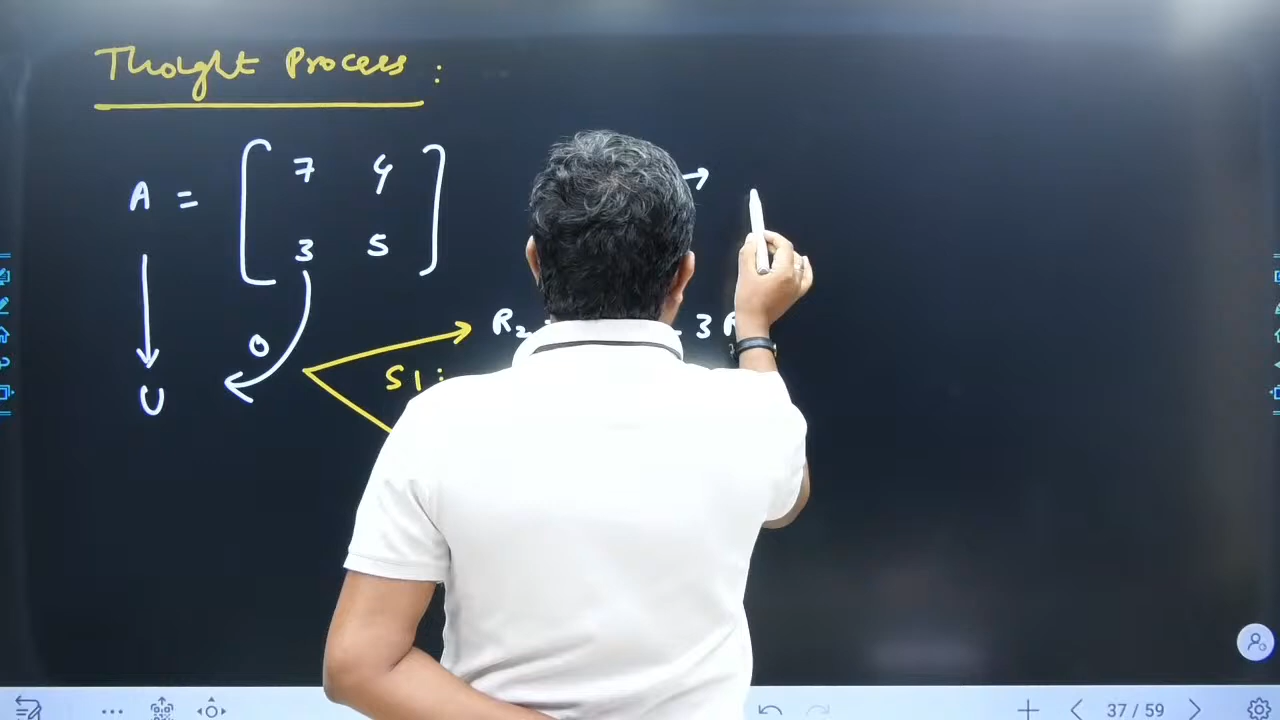 Thoght Process :
A = [ 7 4
3 5 ]
→
0
R₂ 3 R
S1 :
U
37 / 59